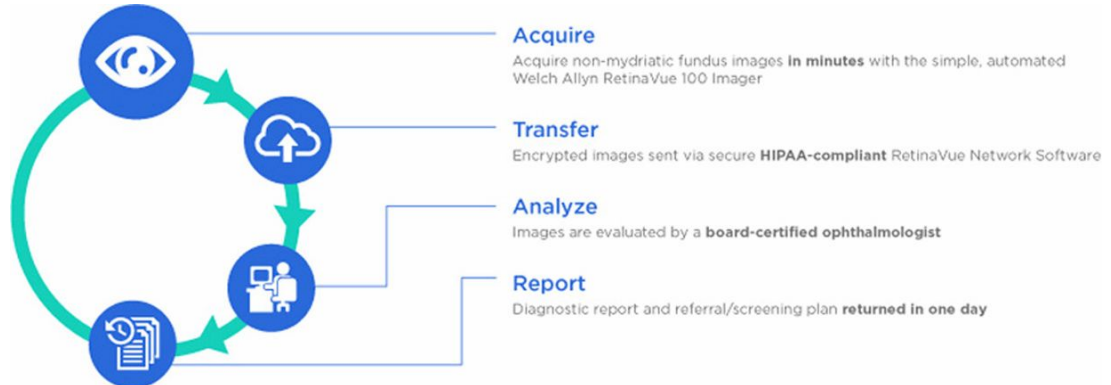 Acquire
Acquire non-mydriatic fundus images in minutes with the simple, automated
Welch Allyn RetinaVue 100 Imager
Transfer
Encrypted images sent via secure HIPAA-compliant RetinaVue Network Software
Analyze
Images are evaluated by a board-certified ophthalmologist
Report
Diagnostic report and referral/screening plan returned in one day